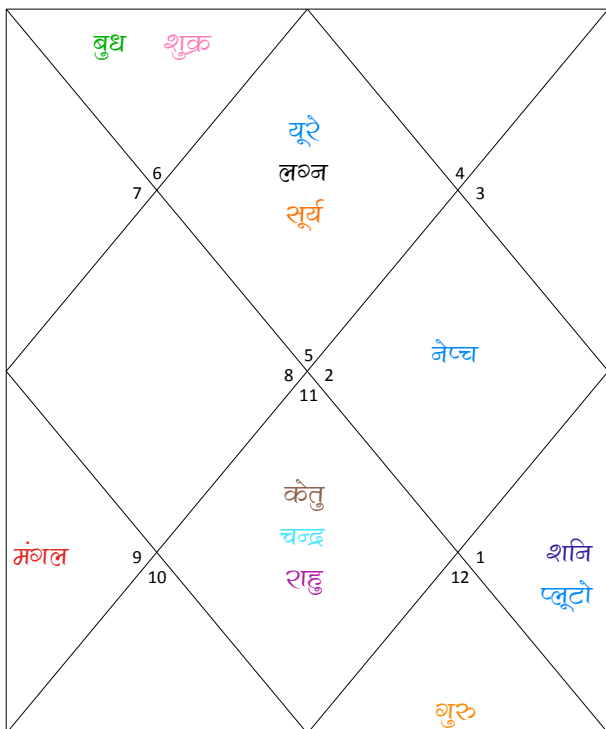 बुध शुक्र
यूरे
लग्न
सूर्य
6 4
7 3
नेप्च
5
8 2
11
केतु
चन्द्र
मंगल 9 1 शनि
10 राहु 12
प्लूटो
गुरु